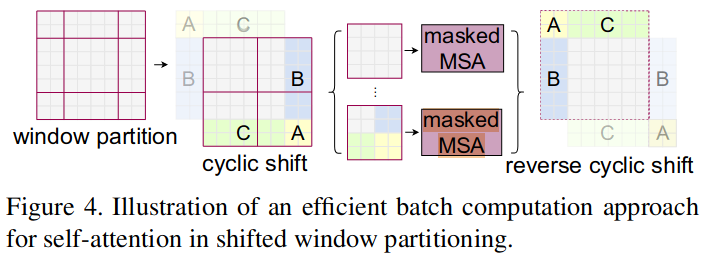 A
C
B
B
C
A
window partition
cyclic shift
masked
MSA
...
masked
MSA
A
C
B
B
C
A
reverse cyclic shift
Figure 4. Illustration of an efficient batch computation approach
for self-attention in shifted window partitioning.